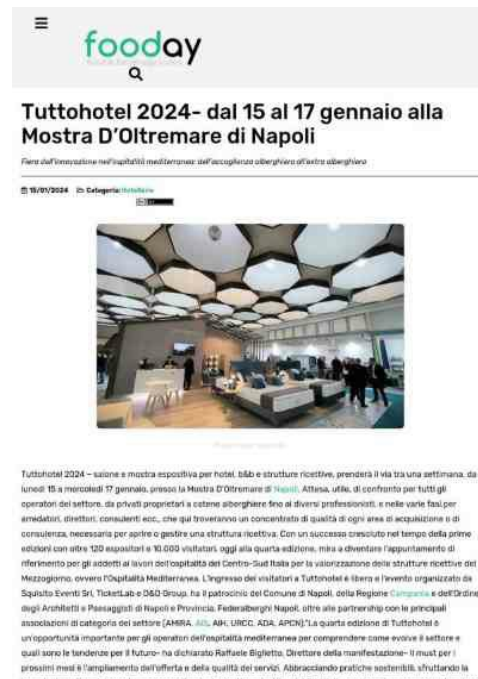 fooday
Tuttohotel 2024- dal 15 al 17 gennaio alla
Mostra D'Oltremare di Napoli
Fiera dell'innovazione nell'ospitalità mediterranea: dall'accoglienza alberghiera all'extra alberghiera
15/01/2024 Categoria: Hotellerie
Tuttohotel 2024 – salone e mostra espositiva per hotel, b&b e strutture ricettive, prenderà il via tra una settimana, da
lunedì 15 a mercoledì 17 gennaio, presso la Mostra D'Oltremare di Napoli. Attesa, utile, di confronto per tutti gli
operatori del settore, da privati proprietari a catene alberghiere fino ai diversi professionisti, e nelle varie fasi,per
arredatori, direttori, consulenti ecc., che qui troveranno un concentrato di qualità di ogni area di acquisizione o di
consulenza, necessaria per aprire o gestire una struttura ricettiva. Con un successo cresciuto nel tempo della prime
edizioni con oltre 120 espositori e 10.000 visitatori, oggi alla quarta edizione, mira a diventare l'appuntamento di
riferimento per gli addetti ai lavori dell'ospitalità del Centro-Sud Italia per la valorizzazione delle strutture ricettive del
Mezzogiorno, ovvero l'Ospitalità Mediterranea. L'ingresso dei visitatori a Tuttohotel è libera e l'evento organizzato da
Squisito Eventi Srl, TicketLab e D&D Group, ha il patrocinio del Comune di Napoli, della Regione Campania e dell'Ordine
degli Architetti e Paesaggisti di Napoli e Provincia, Federalberghi Napoli, oltre alle partnership con le principali
associazioni di categoria del settore (AMIRA, AIS, AIH, URCC, ADA, APCN)."La quarta edizione di Tuttohotel è
un'opportunità importante per gli operatori dell'ospitalità mediterranea per comprendere come evolve il settore e
quali sono le tendenze per il futuro- ha dichiarato Raffaele Biglietto, Direttore della manifestazione- Il must per i
prossimi mesi è l'ampliamento dell'offerta e della qualità dei servizi. Abbracciando pratiche sostenibili, sfruttando la